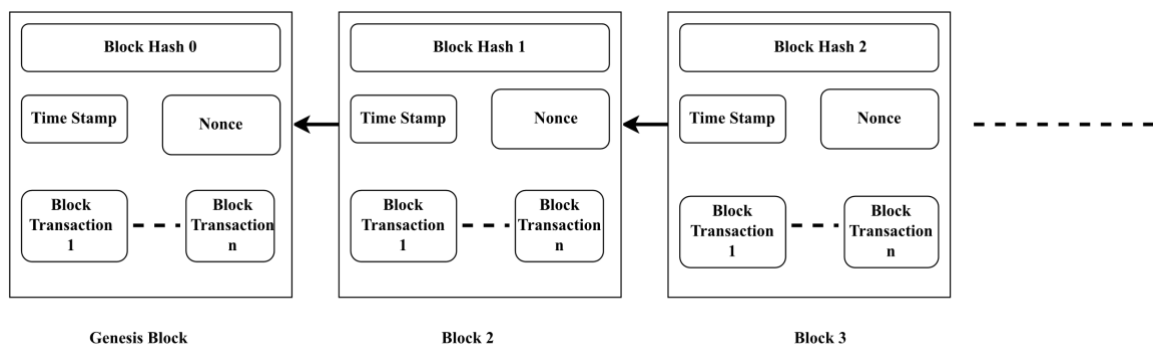 Block Hash 0
Block Hash 1
Block Hash 2
Time Stamp
Nonce
Time Stamp
Nonce
Time Stamp
Nonce
Block
Transaction
1
Block
Transaction
n
Block
Transaction
1
Block
Transaction
n
Block
Transaction
1
Block
Transaction
n
Genesis Block
Block 2
Block 3